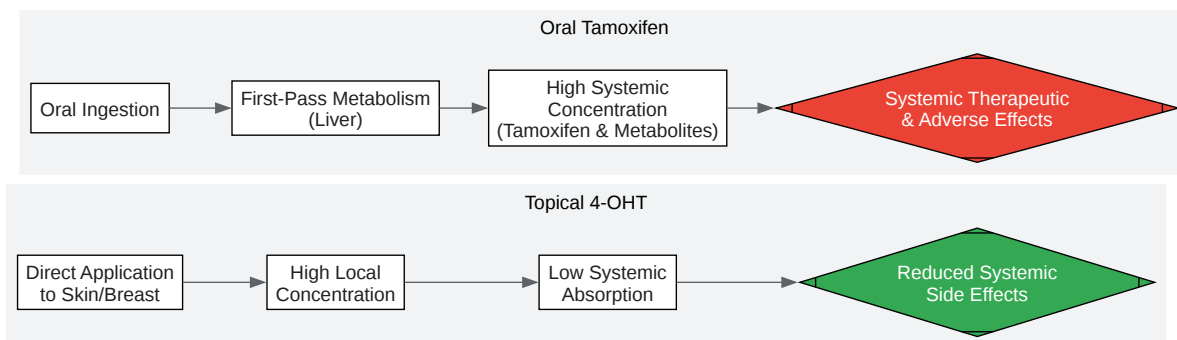 Oral Tamoxifen
Oral Ingestion
First-Pass Metabolism
(Liver)
High Systemic
Concentration
(Tamoxifen & Metabolites)
Systemic Therapeutic
& Adverse Effects
Topical 4-OHT
Direct Application
to Skin/Breast
High Local
Concentration
Low Systemic
Absorption
Reduced Systemic
Side Effects